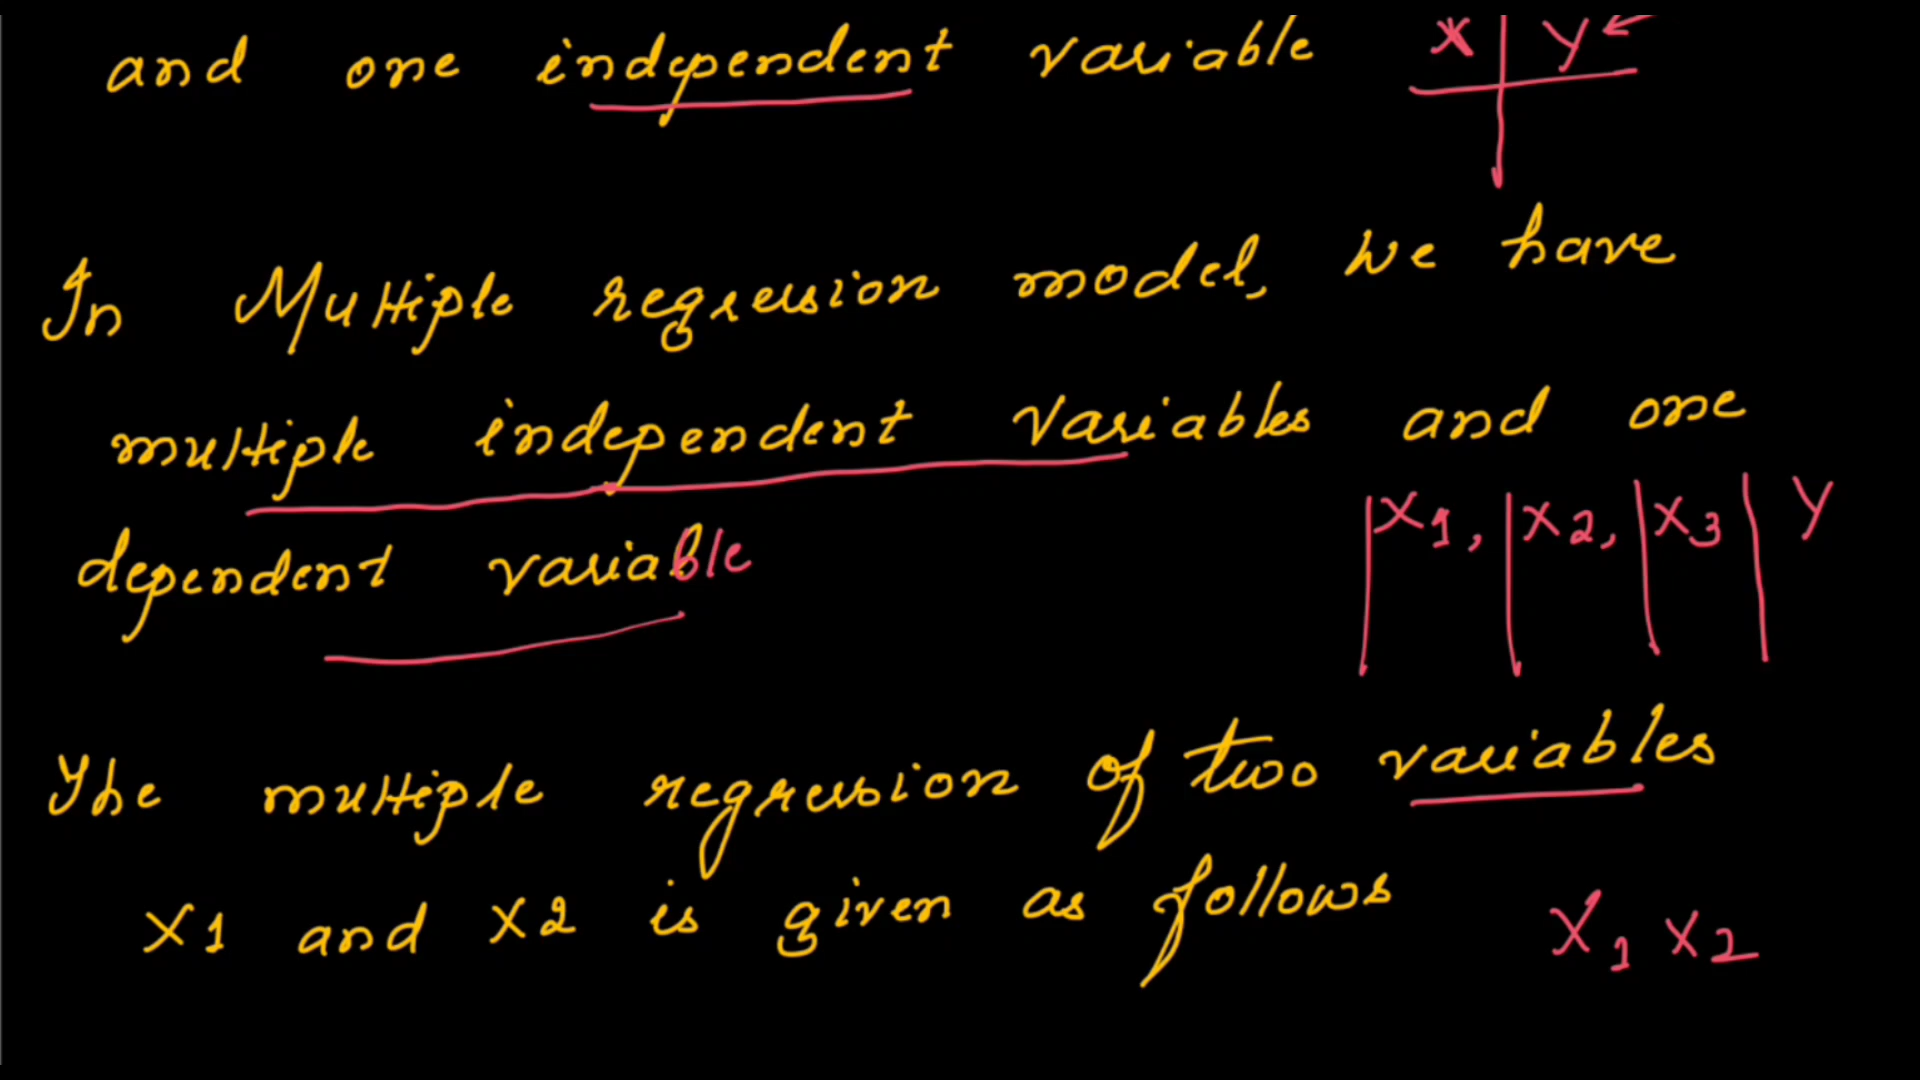 and one independent variable X Y
In Multiple regression model, we have
multiple independent variables and one
X1, X2, X3 Y
dependent variable
The multiple regression of two variables
X1 and X2 is given as follows X1 X2